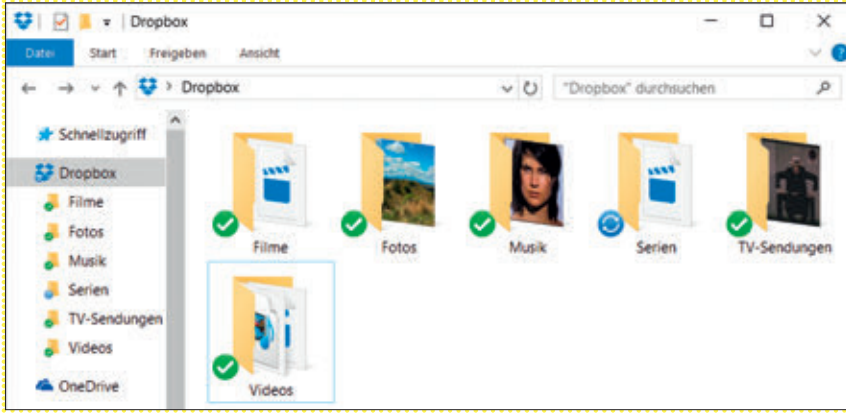 Dropbox
Datei Start Freigeben Ansicht
Dropbox "Dropbox" durchsuchen
Schnellzugriff
Dropbox
Filme
Fotos
Musik
Serien
TV-Sendungen
Videos
OneDrive
Filme Fotos Musik Serien TV-Sendungen
Videos